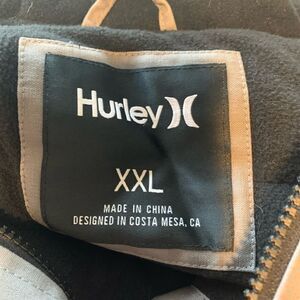 Hurley
XXL
MADE IN CHINA
DESIGNED IN COSTA MESA, CA